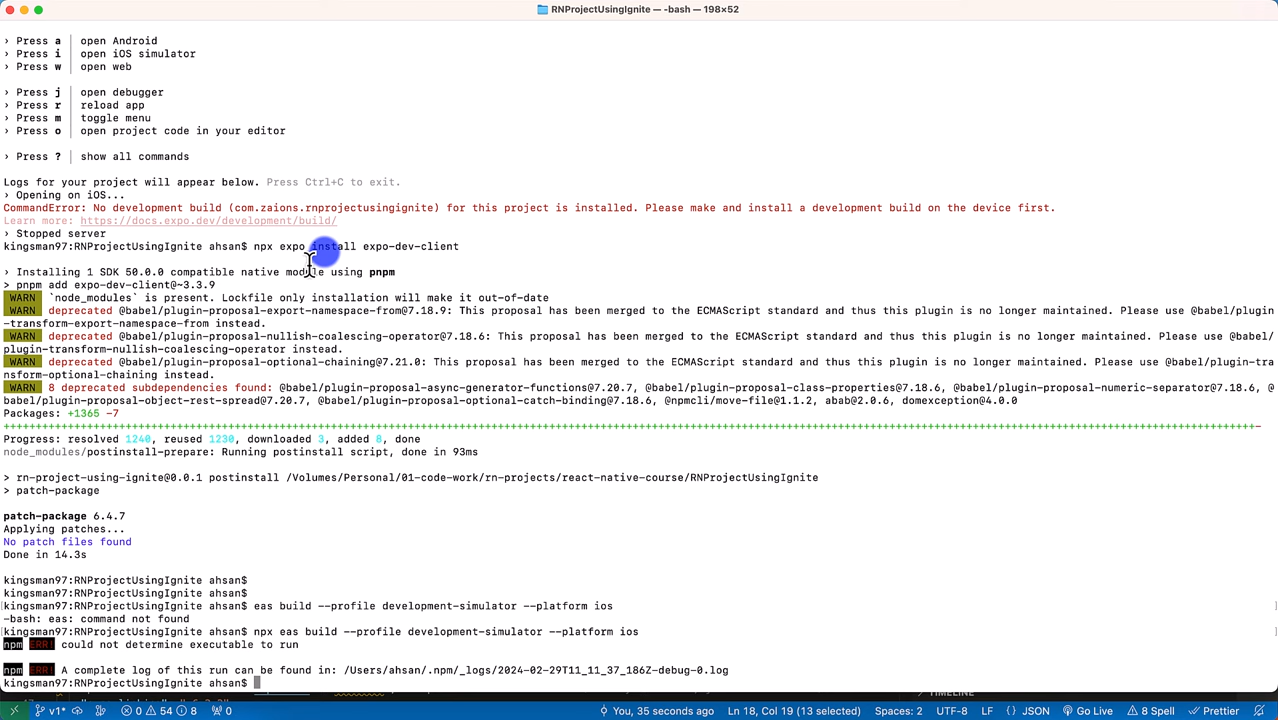 RNProjectUsingIgnite — -bash — 198×52
› Press a │ open Android
› Press i │ open iOS simulator
› Press w │ open web
› Press j │ open debugger
› Press r │ reload app
› Press m │ toggle menu
› Press o │ open project code in your editor
› Press ? │ show all commands
Logs for your project will appear below. Press Ctrl+C to exit.
› Opening on iOS...
CommandError: No development build (com.zaions.rnprojectusingignite) for this project is installed. Please make and install a development build on the device first.
Learn more: https://docs.expo.dev/development/build/
› Stopped server
kingsman97:RNProjectUsingIgnite ahsan$ npx expo install expo-dev-client
› Installing 1 SDK 50.0.0 compatible native module using pnpm
> pnpm add expo-dev-client@~3.3.9
WARN `node_modules` is present. Lockfile only installation will make it out-of-date
WARN deprecated @babel/plugin-proposal-export-namespace-from@7.18.9: This proposal has been merged to the ECMAScript standard and thus this plugin is no longer maintained. Please use @babel/plugin
-transform-export-namespace-from instead.
WARN deprecated @babel/plugin-proposal-nullish-coalescing-operator@7.18.6: This proposal has been merged to the ECMAScript standard and thus this plugin is no longer maintained. Please use @babel/
plugin-transform-nullish-coalescing-operator instead.
WARN deprecated @babel/plugin-proposal-optional-chaining@7.21.0: This proposal has been merged to the ECMAScript standard and thus this plugin is no longer maintained. Please use @babel/plugin-tra
nsform-optional-chaining instead.
WARN 8 deprecated subdependencies found: @babel/plugin-proposal-async-generator-functions@7.20.7, @babel/plugin-proposal-class-properties@7.18.6, @babel/plugin-proposal-numeric-separator@7.18.6, @
babel/plugin-proposal-object-rest-spread@7.20.7, @babel/plugin-proposal-optional-catch-binding@7.18.6, @npmcli/move-file@1.1.2, abab@2.0.6, domexception@4.0.0
Packages: +1365 -7
Progress: resolved 1240, reused 1230, downloaded 3, added 8, done
node_modules/postinstall-prepare: Running postinstall script, done in 93ms
> rn-project-using-ignite@0.0.1 postinstall /Volumes/Personal/01-code-work/rn-projects/react-native-course/RNProjectUsingIgnite
> patch-package
patch-package 6.4.7
Applying patches...
No patch files found
Done in 14.3s
kingsman97:RNProjectUsingIgnite ahsan$
kingsman97:RNProjectUsingIgnite ahsan$
kingsman97:RNProjectUsingIgnite ahsan$ eas build --profile development-simulator --platform ios
-bash: eas: command not found
kingsman97:RNProjectUsingIgnite ahsan$ npx eas build --profile development-simulator --platform ios
npm ERR! could not determine executable to run
npm ERR! A complete log of this run can be found in: /Users/ahsan/.npm/_logs/2024-02-29T11_11_37_186Z-debug-0.log
kingsman97:RNProjectUsingIgnite ahsan$
TIMELINE
v1* 0 54 8 0 You, 35 seconds ago Ln 18, Col 19 (13 selected) Spaces: 2 UTF-8 LF {} JSON Go Live 8 Spell Prettier